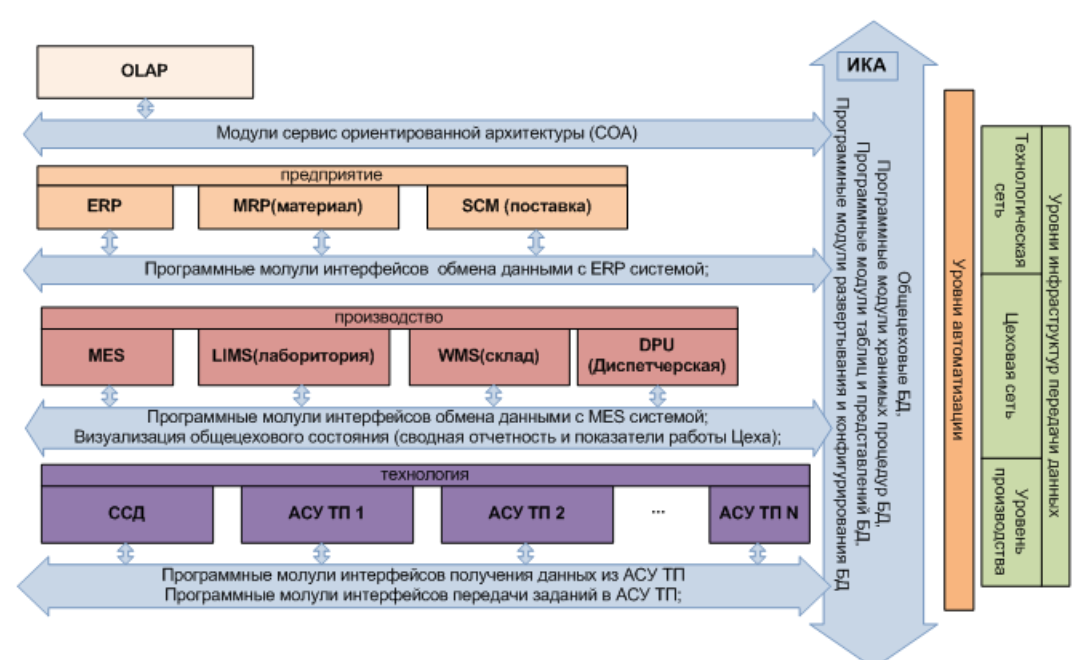 OLAP
Модули сервис ориентированной архитектуры (СОА)
предприятие
ERP
MRP(материал)
SCM (поставка)
Программные молули интерфейсов обмена данными с ERP системой;
производство
MES
LIMS(лаборитория)
WMS(склад)
DPU
(Диспетчерская)
Программные молули интерфейсов обмена данными с MES системой;
Визуализация общецехового состояния (сводная отчетность и показатели работы Цеха);
технология
ССД
АСУ ТП 1
АСУ ТП 2
...
АСУ ТП N
Программные молули интерфейсов получения данных из АСУ ТП
Программные молули интерфейсов передачи заданий в АСУ ТП;
ИКА
Общецеховые БД,
Программные модули хранимых процедур БД,
Программные модули таблиц и представлений БД,
Программные модули развертывания и конфигурирования БД
Уровни автоматизации
Уровни инфраструктур передачи данных
Технологическая
сеть
Цеховая сеть
Уровень
производства